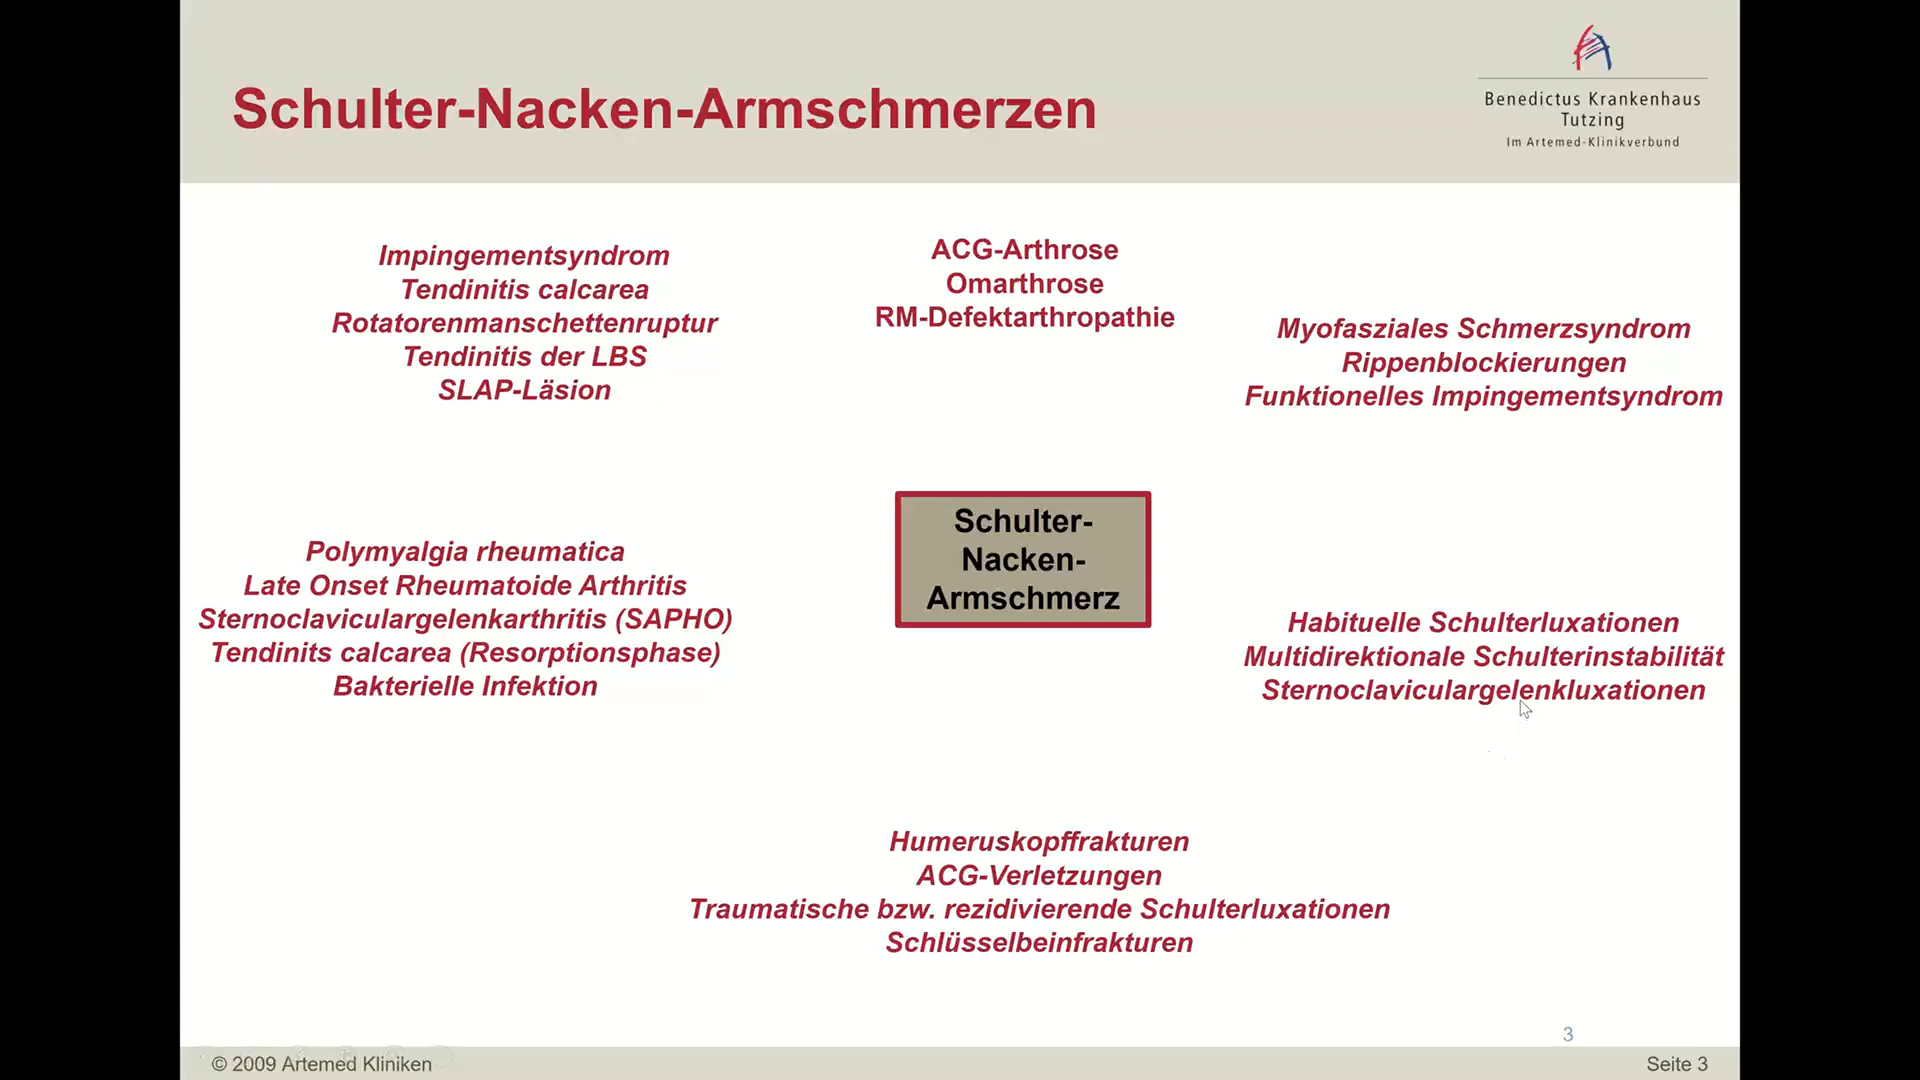 Schulter-Nacken-Armschmerzen
Benedictus Krankenhaus
Tutzing
Im Artemed-Klinikverbund
Impingementsyndrom
Tendinitis calcarea
Rotatorenmanschettenruptur
Tendinitis der LBS
SLAP-Läsion
ACG-Arthrose
Omarthrose
RM-Defektarthropathie
Myofasziales Schmerzsyndrom
Rippenblockierungen
Funktionelles Impingementsyndrom
Schulter-
Nacken-
Armschmerz
Polymyalgia rheumatica
Late Onset Rheumatoide Arthritis
Sternoclaviculargelenkarthritis (SAPHO)
Tendinits calcarea (Resorptionsphase)
Bakterielle Infektion
Habituelle Schulterluxationen
Multidirektionale Schulterinstabilität
Sternoclaviculargelenkluxationen
Humeruskopffrakturen
ACG-Verletzungen
Traumatische bzw. rezidivierende Schulterluxationen
Schlüsselbeinfrakturen
3
© 2009 Artemed Kliniken
Seite 3